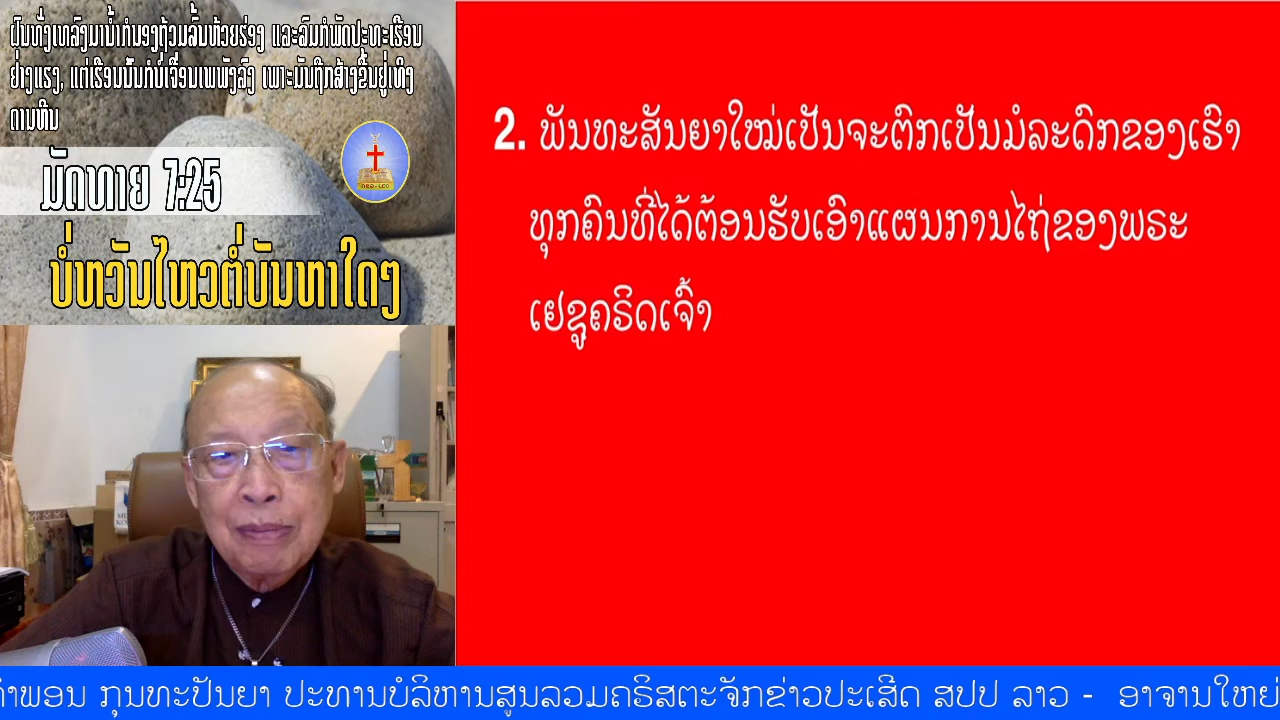 ຝົນທັ່ງເທລົງມານ້ຳກໍນອງຖ້ວມລົ້ນຫ້ວຍຮ່ອງ ແລະລົມກໍພັດປະທະເຮືອນ
ຢ່າງແຮງ, ແຕ່ເຮືອນນັ້ນກໍບໍ່ເຈື່ອນເພພັງລົງ ເພາະມັນຖືກສ້າງຂຶ້ນຢູ່ເທິງ
ດານຫີນ
ມັດທາຍ 7:25
ບໍ່ຫວັ່ນໄຫວຕໍ່ບັນຫາໃດໆ
2. ພັນທະສັນຍາໃໝ່ເປັນຈະຕົກເປັນມໍລະດົກຂອງເຮົາ
ທຸກຄົນທີ່ໄດ້ຕ້ອນຮັບເອົາແຜນການໄຖ່ຂອງພຣະ
ເຢຊູຄຣິດເຈົ້າ
ຄຳພອນ ກຸນທະປັນຍາ ປະທານບໍລິຫານສູນລວມຄຣິສຕະຈັກຂ່າວປະເສີດ ສປປ ລາວ - ອາຈານໃຫຍ່